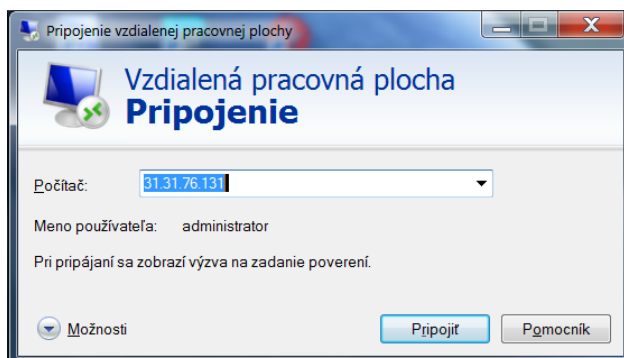 Pripojenie vzdialenej pracovnej plochy
Vzdialená pracovná plocha
Pripojenie
Počítač: 31.31.76.131
Meno používateľa: administrator
Pri pripájaní sa zobrazí výzva na zadanie poverení.
Možnosti Pripojiť Pomocník